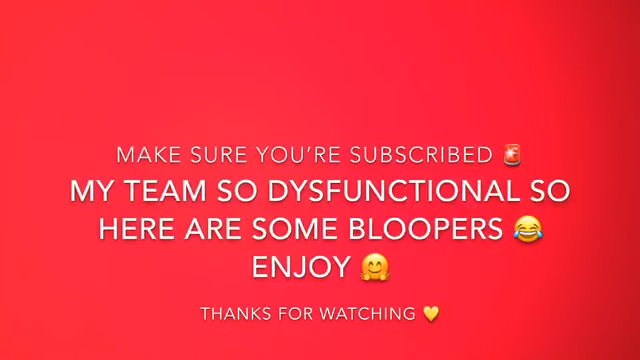 MAKE SURE YOU'RE SUBSCRIBED 🚨
MY TEAM SO DYSFUNCTIONAL SO
HERE ARE SOME BLOOPERS 😂
ENJOY 🤗
THANKS FOR WATCHING 💛